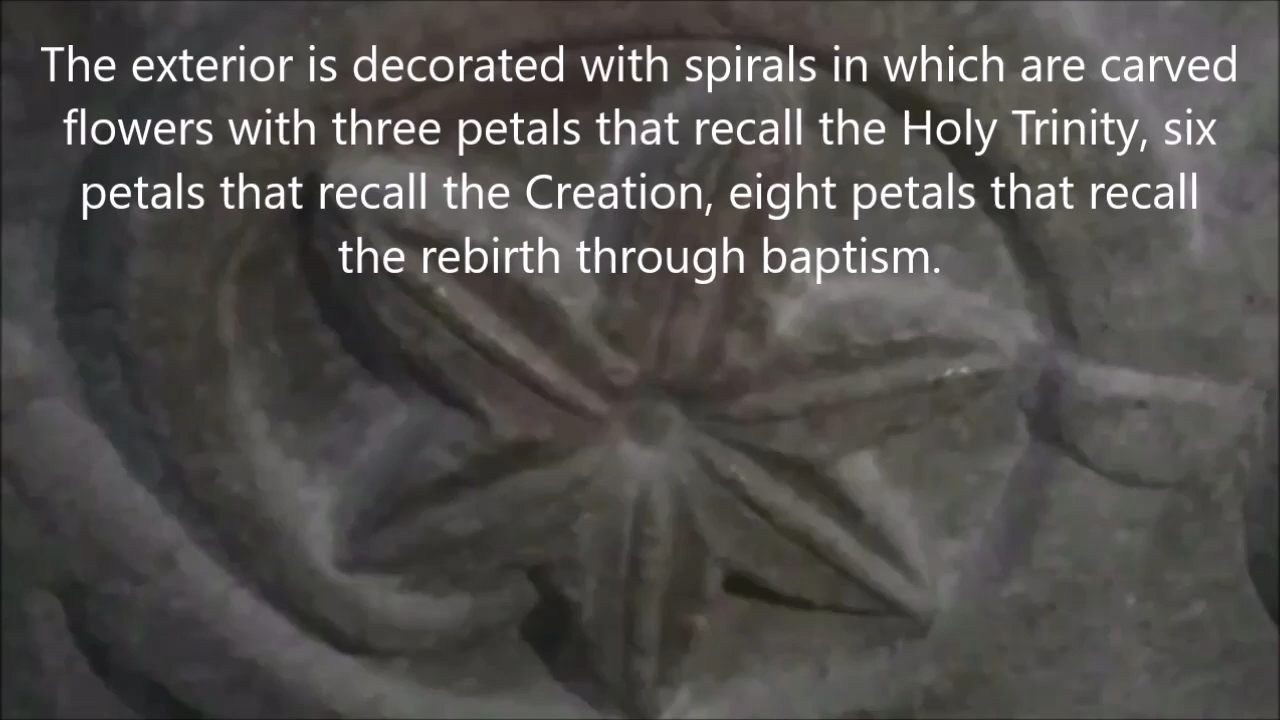 The exterior is decorated with spirals in which are carved
flowers with three petals that recall the Holy Trinity, six
petals that recall the Creation, eight petals that recall
the rebirth through baptism.